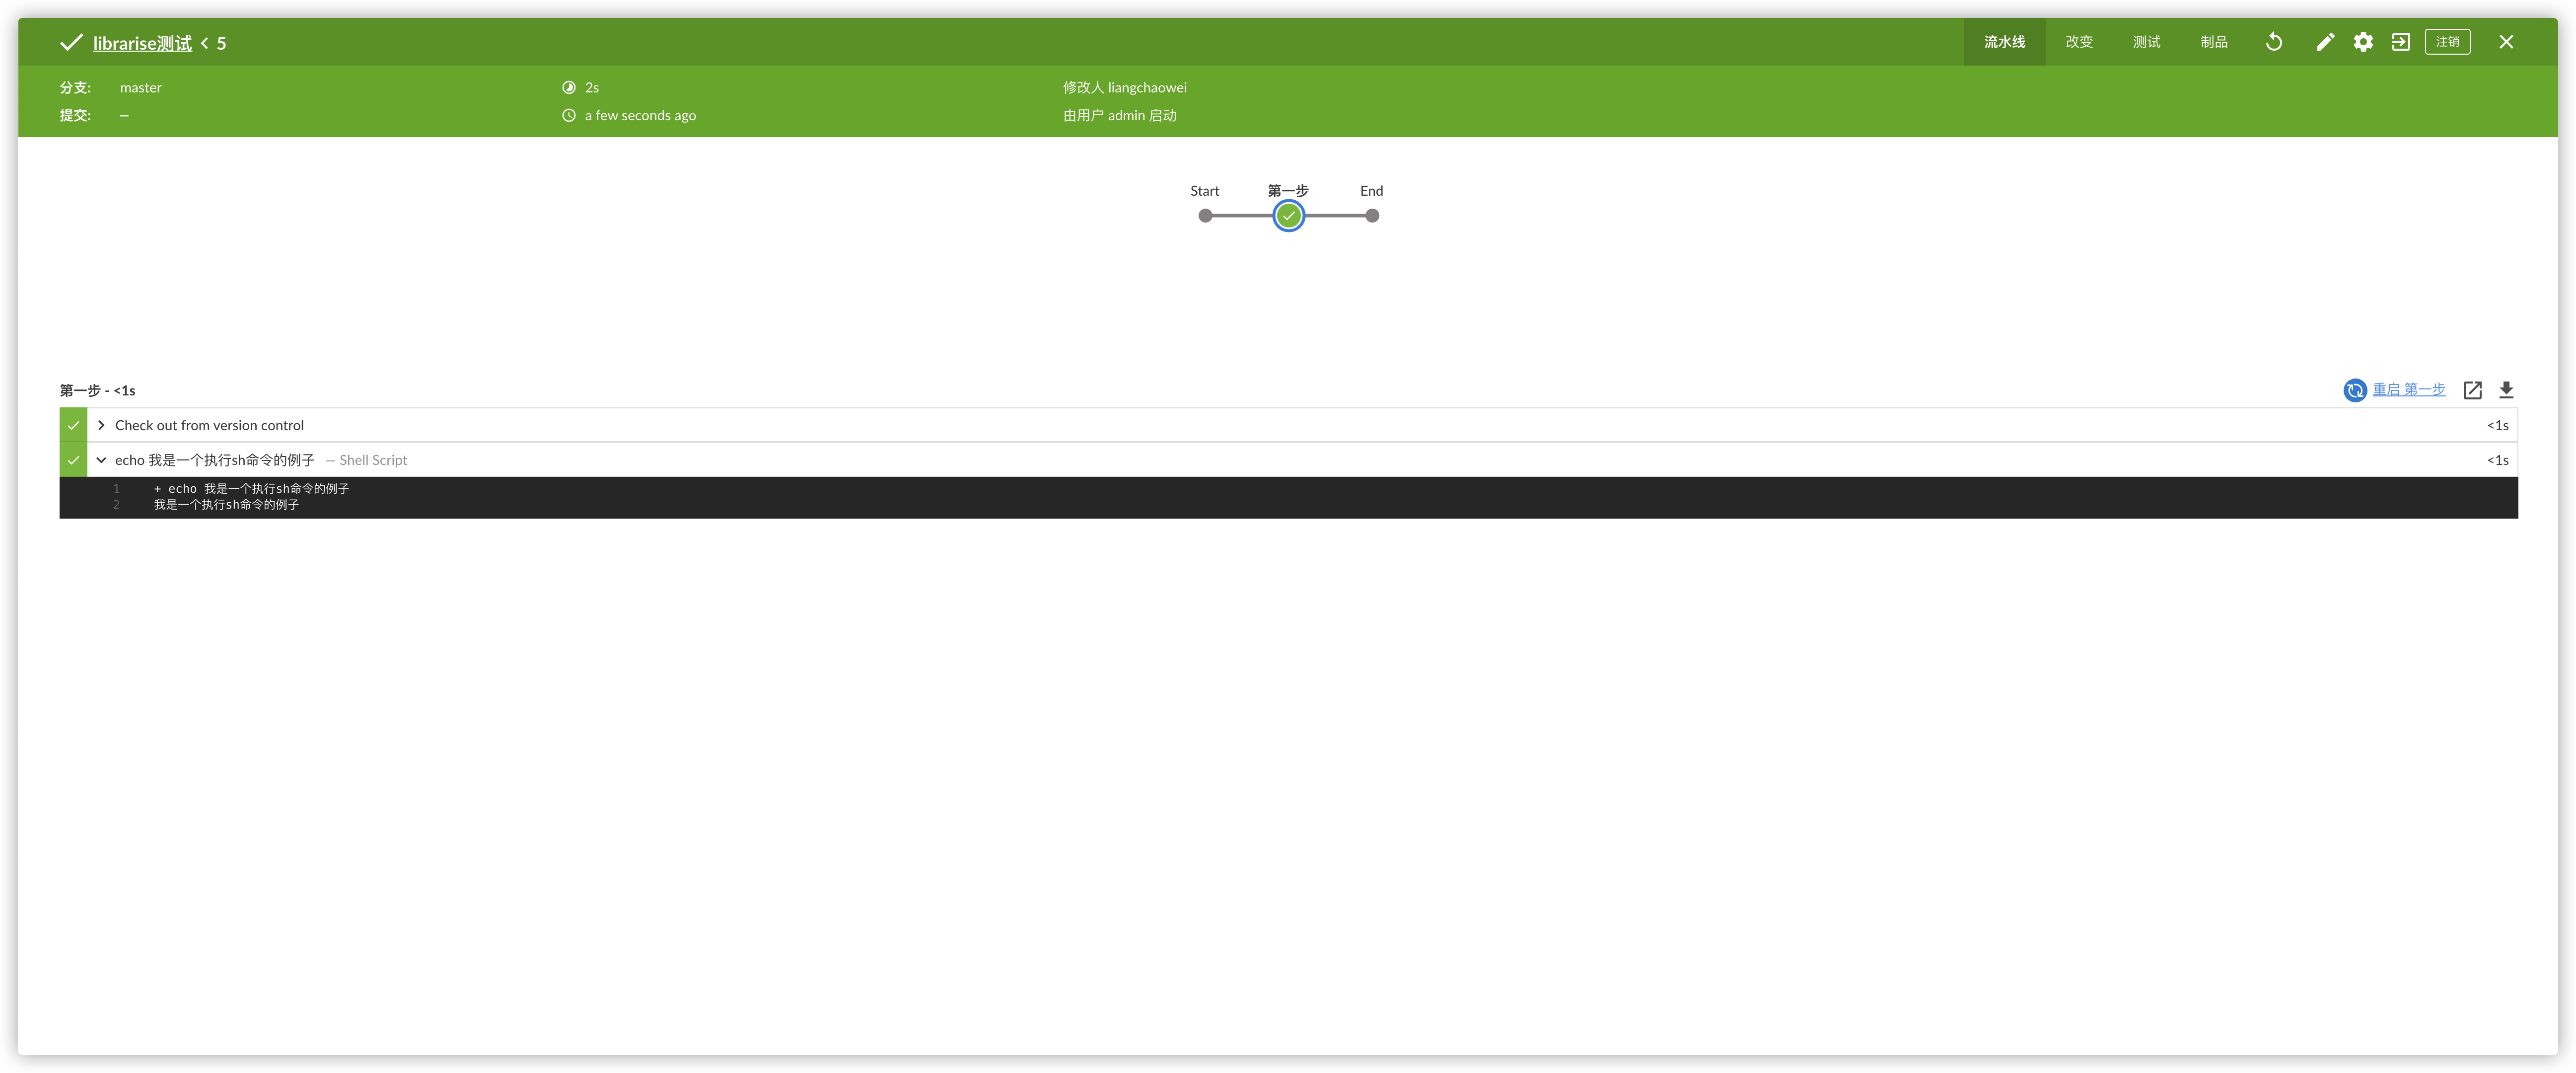 librarise测试 < 5
流水线 改变 测试 制品 注销
分支: master 2s 修改人 liangchaowei
提交: — a few seconds ago 由用户 admin 启动
Start 第一步 End
第一步 - <1s 重启 第一步
Check out from version control <1s
echo 我是一个执行sh命令的例子 — Shell Script <1s
1 + echo 我是一个执行sh命令的例子
2 我是一个执行sh命令的例子